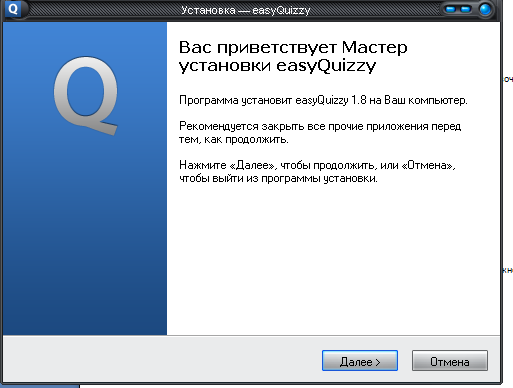 Q
Установка — easyQuizzy
Q
Вас приветствует Мастер
установки easyQuizzy
Программа установит easyQuizzy 1.8 на Ваш компьютер.
Рекомендуется закрыть все прочие приложения перед
тем, как продолжить.
Нажмите «Далее», чтобы продолжить, или «Отмена»,
чтобы выйти из программы установки.
Далее >
Отмена